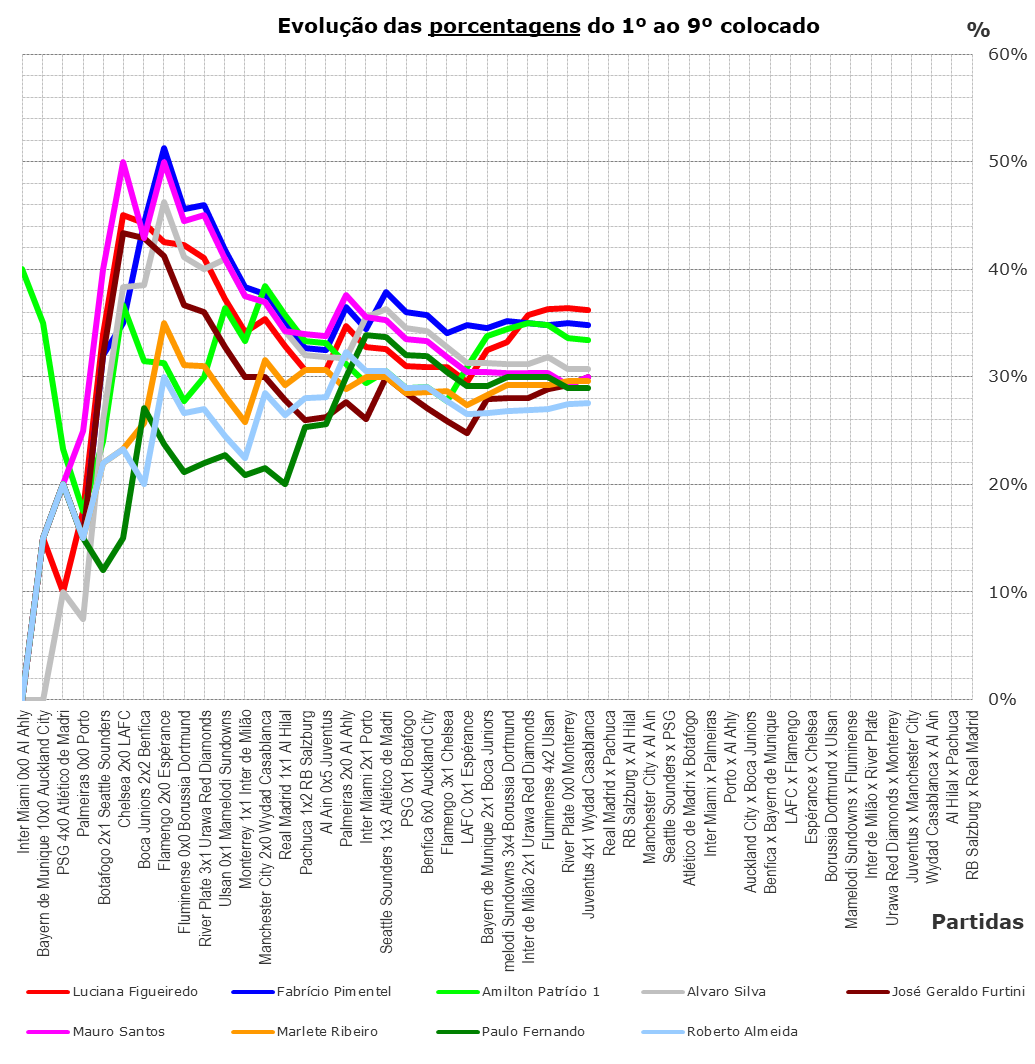 Evolução das porcentagens do 1º ao 9º colocado
%
60%
50%
40%
30%
20%
10%
0%
Inter Miami 0x0 Al Ahly
Bayern de Munique 10x0 Auckland City
PSG 4x0 Atlético de Madri
Palmeiras 0x0 Porto
Botafogo 2x1 Seattle Sounders
Chelsea 2x0 LAFC
Boca Juniors 2x2 Benfica
Flamengo 2x0 Espérance
Fluminense 0x0 Borussia Dortmund
River Plate 3x1 Urawa Red Diamonds
Ulsan 0x1 Mamelodi Sundowns
Monterrey 1x1 Inter de Milão
Manchester City 2x0 Wydad Casablanca
Real Madrid 1x1 Al Hilal
Pachuca 1x2 RB Salzburg
Al Ain 0x5 Juventus
Palmeiras 2x0 Al Ahly
Inter Miami 2x1 Porto
Seattle Sounders 1x3 Atlético de Madri
PSG 0x1 Botafogo
Benfica 6x0 Auckland City
Flamengo 3x1 Chelsea
LAFC 0x1 Espérance
Bayern de Munique 2x1 Boca Juniors
melodi Sundowns 3x4 Borussia Dortmund
Inter de Milão 2x1 Urawa Red Diamonds
Fluminense 4x2 Ulsan
River Plate 0x0 Monterrey
Juventus 4x1 Wydad Casablanca
Real Madrid x Pachuca
RB Salzburg x Al Hilal
Manchester City x Al Ain
Seattle Sounders x PSG
Atlético de Madri x Botafogo
Inter Miami x Palmeiras
Porto x Al Ahly
Auckland City x Boca Juniors
Benfica x Bayern de Munique
LAFC x Flamengo
Espérance x Chelsea
Borussia Dortmund x Ulsan
Mamelodi Sundowns x Fluminense
Inter de Milão x River Plate
Urawa Red Diamonds x Monterrey
Juventus x Manchester City
Wydad Casablanca x Al Ain
Al Hilal x Pachuca
RB Salzburg x Real Madrid
Partidas
Luciana Figueiredo
Fabrício Pimentel
Amilton Patrício 1
Alvaro Silva
José Geraldo Furtini
Mauro Santos
Marlete Ribeiro
Paulo Fernando
Roberto Almeida